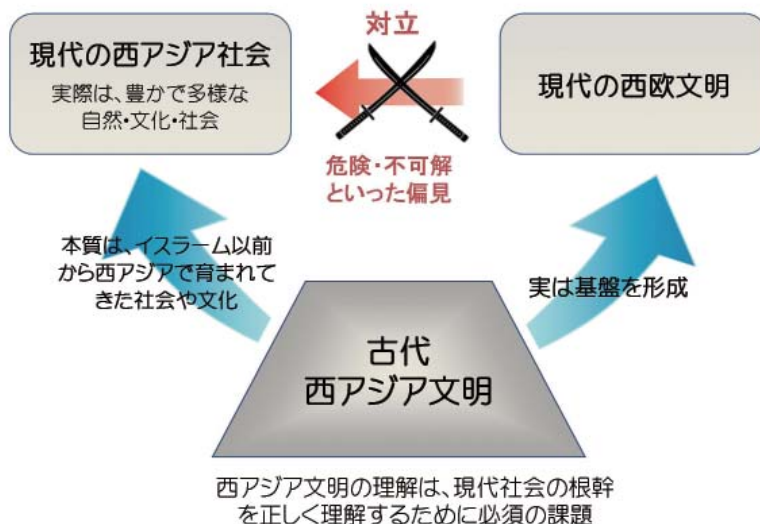 対立
現代の西アジア社会
実際は、豊かで多様な
自然・文化・社会
現代の西欧文明
危険・不可解
といった偏見
本質は、イスラーム以前
から西アジアで育まれて
きた社会や文化
実は基盤を形成
古代
西アジア文明
西アジア文明の理解は、現代社会の根幹
を正しく理解するために必須の課題